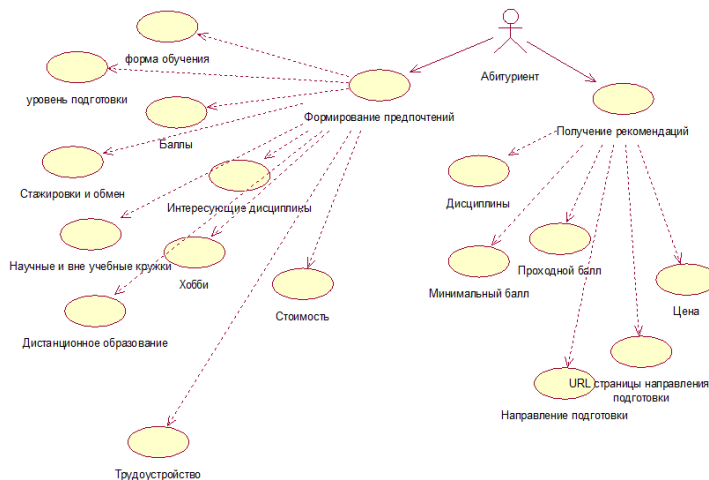 форма обучения
Абитуриент
уровень подготовки
Формирование предпочтений
Баллы
Получение рекомендаций
Стажировки и обмен
Интересующие дисциплины
Дисциплины
Научные и вне учебные кружки
Хобби
Проходной балл
Минимальный балл
Стоимость
Цена
Дистанционное образование
URL страницы направления
подготовки
Направление подготовки
Трудоустройство